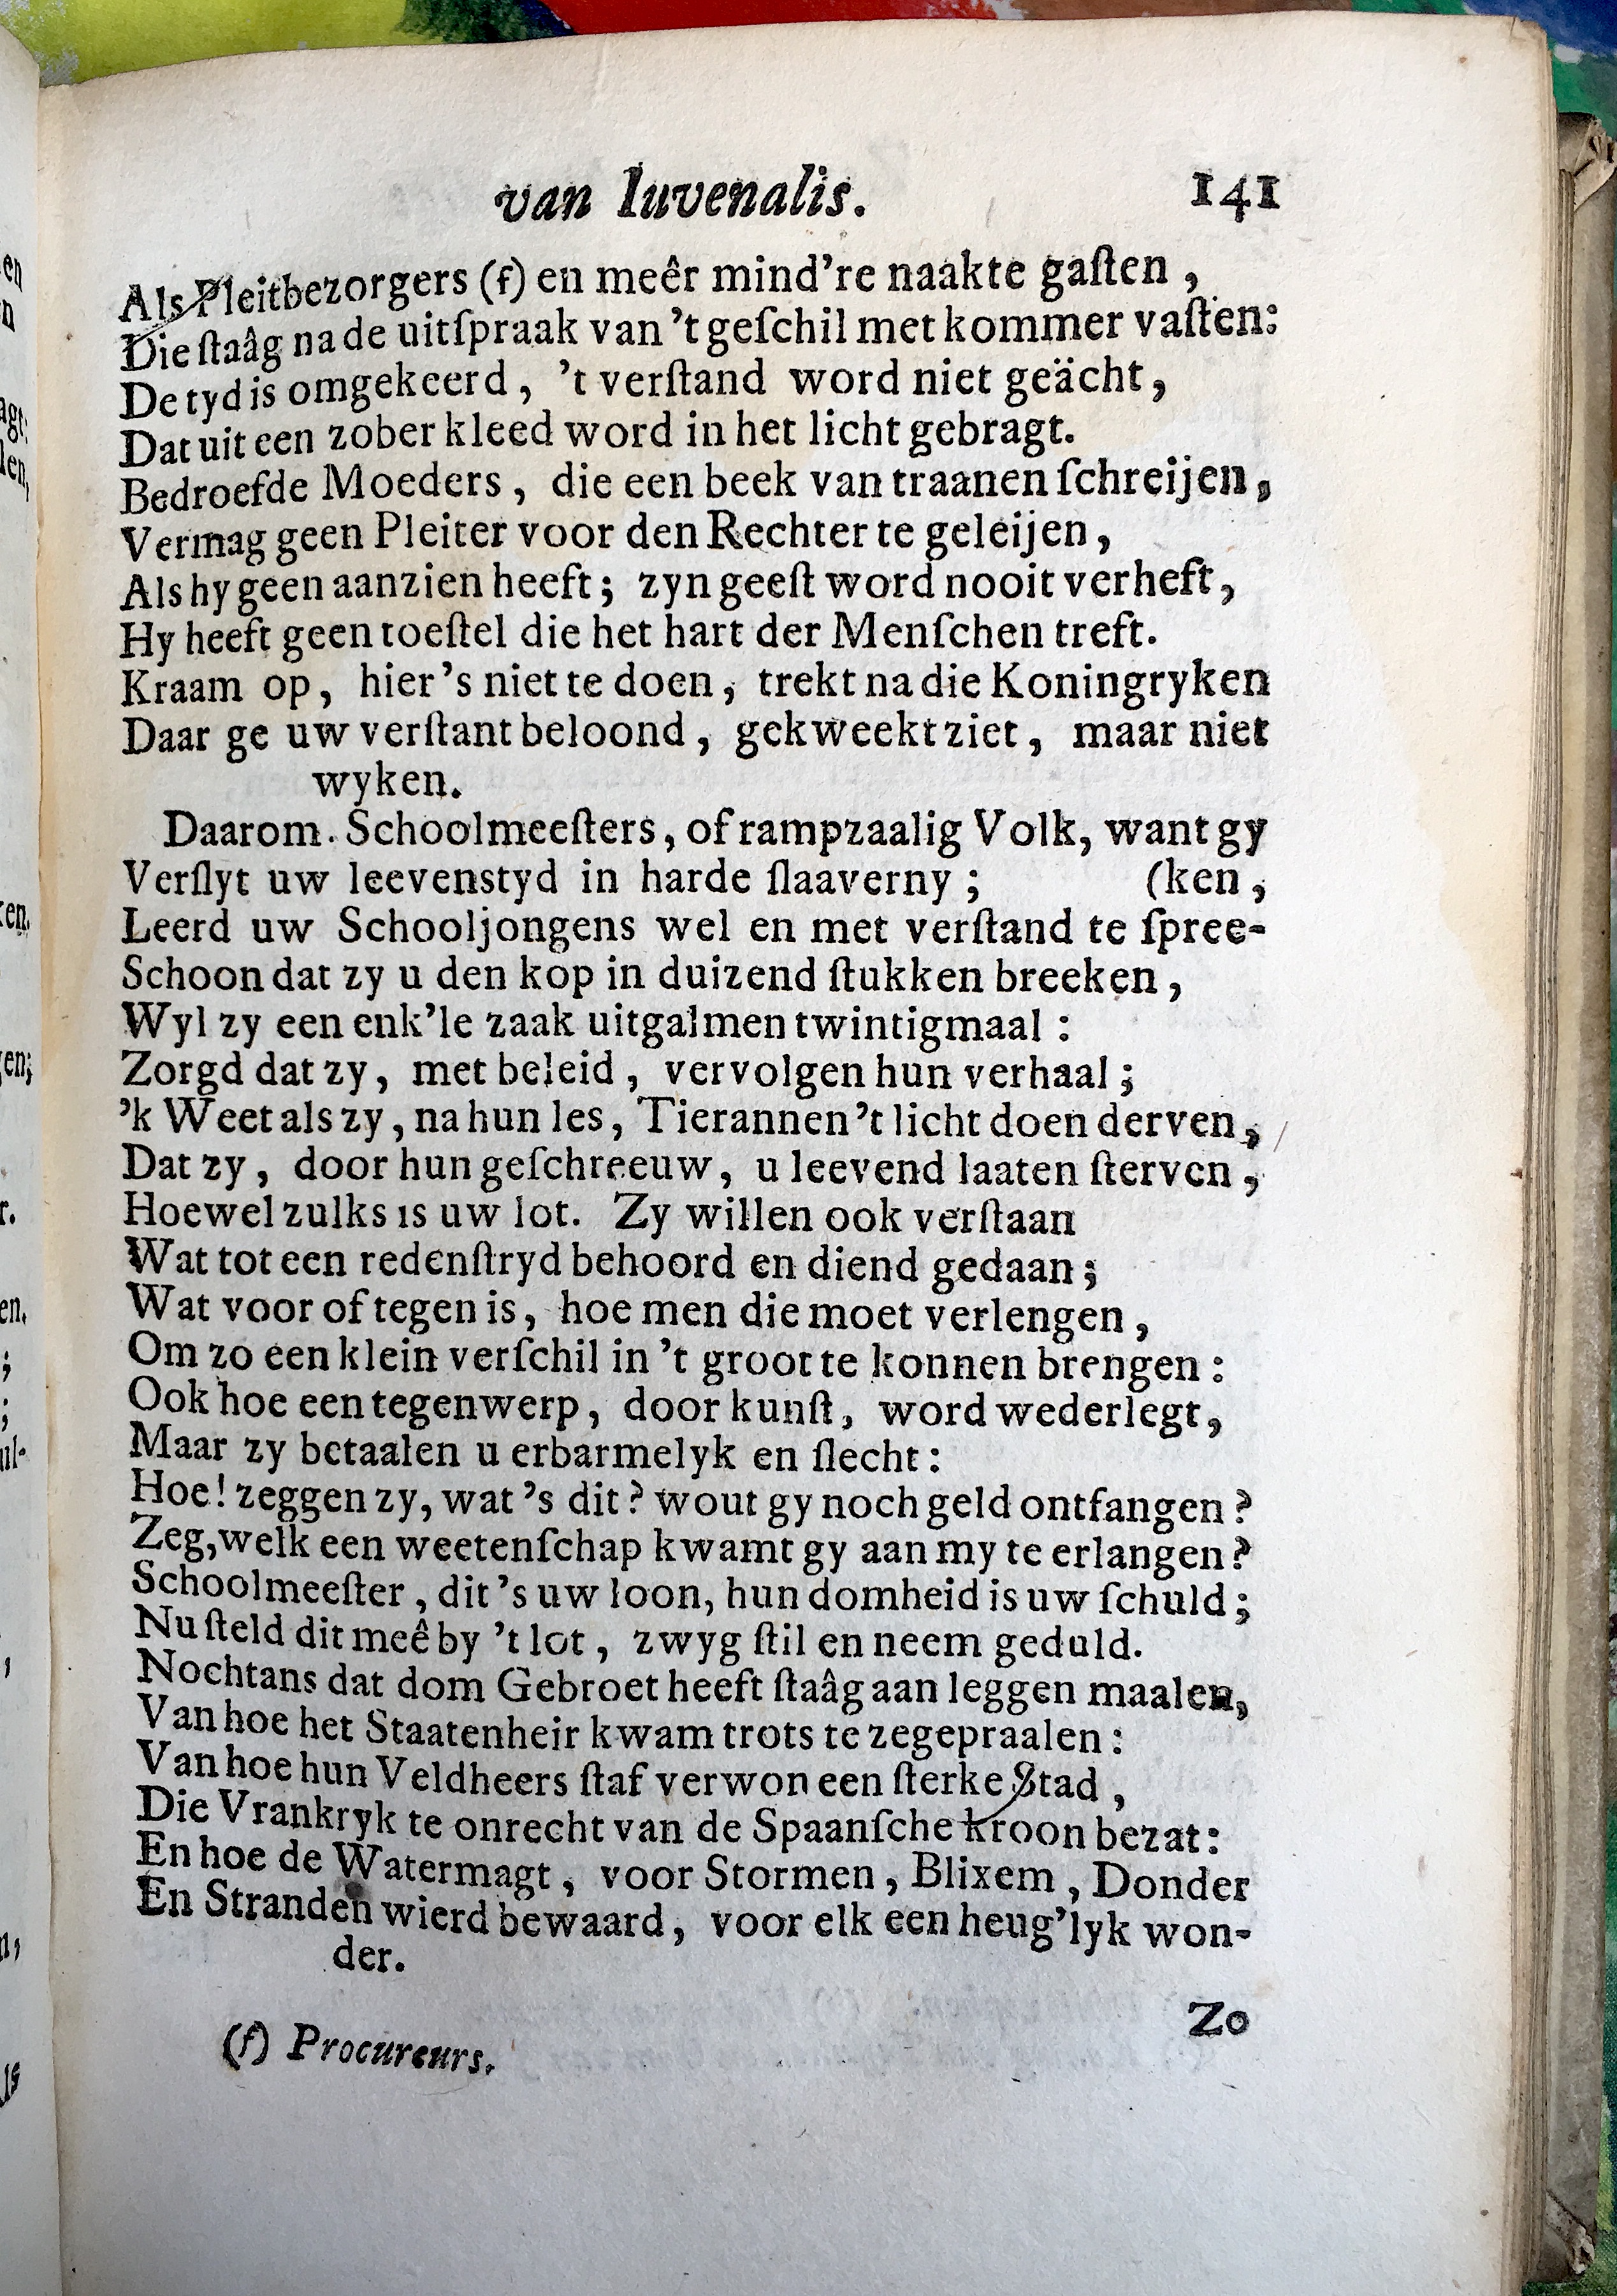 van Iuvenalis. 141
Als Pleitbezorgers (f) en meêr mind're naakte gaſten ,
Die ſtaâg na de uitſpraak van 't geſchil met kommer vaſten:
De tyd is omgekeerd , 't verſtand word niet geächt ,
Dat uit een zober kleed word in het licht gebragt.
Bedroefde Moeders , die een beek van traanen ſchreijen ,
Vermag geen Pleiter voor den Rechter te geleijen ,
Als hy geen aanzien heeft ; zyn geeſt word nooit verheft ,
Hy heeft geen toeſtel die het hart der Menſchen treft.
Kraam op , hier 's niet te doen , trekt na die Koningryken
Daar ge uw verſtant beloond , gekweekt ziet , maar niet
wyken.
Daarom. Schoolmeeſters, of rampzaalig Volk, want gy
Verſlyt uw leevenstyd in harde ſlaaverny ; (ken ,
Leerd uw Schooljongens wel en met verſtand te ſpree-
Schoon dat zy u den kop in duizend ſtukken breeken ,
Wyl zy een enk'le zaak uitgalmen twintigmaal :
Zorgd dat zy , met beleid , vervolgen hun verhaal ;
'k Weet als zy , na hun les , Tierannen 't licht doen derven ,
Dat zy , door hun geſchreeuw , u leevend laaten ſterven ,
Hoewel zulks is uw lot. Zy willen ook verſtaan
Wat tot een redenſtryd behoord en diend gedaan ;
Wat voor of tegen is , hoe men die moet verlengen ,
Om zo een klein verſchil in 't groot te konnen brengen :
Ook hoe een tegenwerp , door kunſt , word wederlegt ,
Maar zy betaalen u erbarmelyk en ſlecht :
Hoe! zeggen zy, wat 's dit ? wout gy noch geld ontfangen ?
Zeg, welk een weetenſchap kwamt gy aan my te erlangen ?
Schoolmeeſter , dit 's uw loon, hun domheid is uw ſchuld ;
Nu ſteld dit meê by 't lot , zwyg ſtil en neem geduld.
Nochtans dat dom Gebroet heeft ſtaâg aan leggen maalen,
Van hoe het Staatenheir kwam trots te zegepraalen :
Van hoe hun Veldheers ſtaf verwon een ſterke Stad ,
Die Vrankryk te onrecht van de Spaanſche kroon bezat :
En hoe de Watermagt , voor Stormen , Blixem , Donder
En Stranden wierd bewaard , voor elk een heug'lyk won-
der.
Zo
(f) Procureurs.